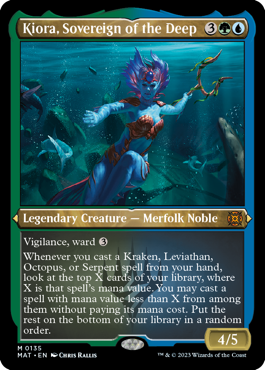 Kiora, Sovereign of the Deep 3
Legendary Creature — Merfolk Noble
Vigilance, ward 3
Whenever you cast a Kraken, Leviathan,
Octopus, or Serpent spell from your hand,
look at the top X cards of your library, where
X is that spell's mana value. You may cast a
spell with mana value less than X from among
them without paying its mana cost. Put the
rest on the bottom of your library in a random
order.
4/5
M 0135
MAT • EN CHRIS RALLIS
™ & © 2023 Wizards of the Coast